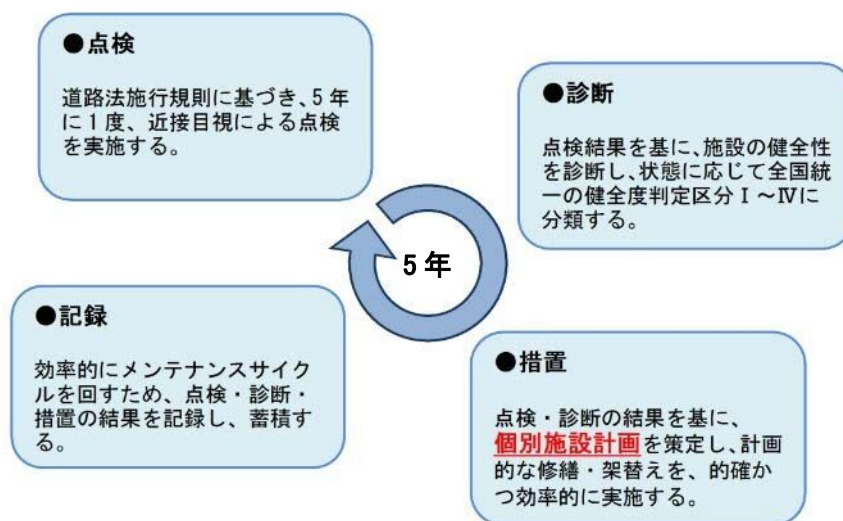 ●点検
道路法施行規則に基づき、5年
に1度、近接目視による点検
を実施する。
●診断
点検結果を基に、施設の健全性
を診断し、状態に応じて全国統
一の健全度判定区分Ⅰ～Ⅳに
分類する。
5年
●記録
効率的にメンテナンスサイク
ルを回すため、点検・診断・
措置の結果を記録し、蓄積す
る。
●措置
点検・診断の結果を基に、
個別施設計画を策定し、計画
的な修繕・架替えを、的確か
つ効率的に実施する。